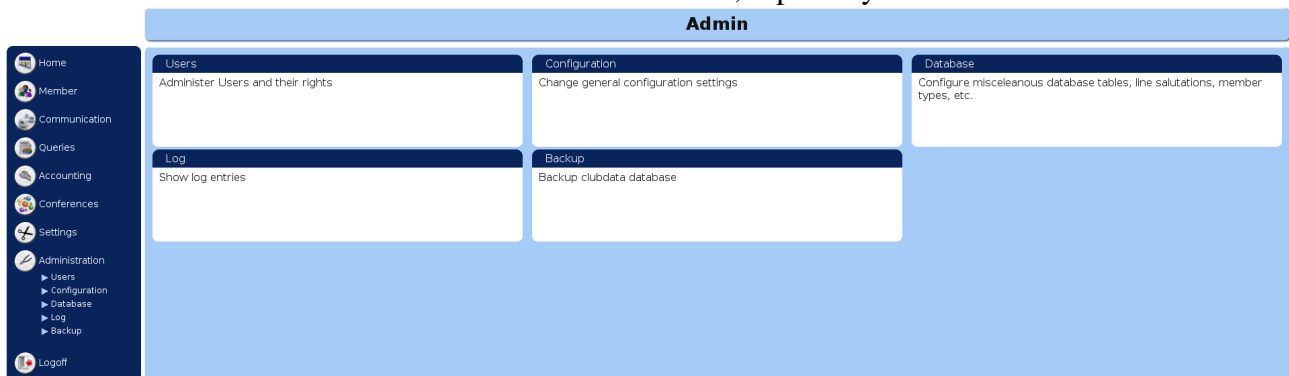 Admin
Home
Member
Communication
Queries
Accounting
Conferences
Settings
Administration
Users
Configuration
Database
Log
Backup
Logoff
Users
Administer Users and their rights
Configuration
Change general configuration settings
Database
Configure misceleanous database tables, line salutations, member
types, etc.
Log
Show log entries
Backup
Backup clubdata database